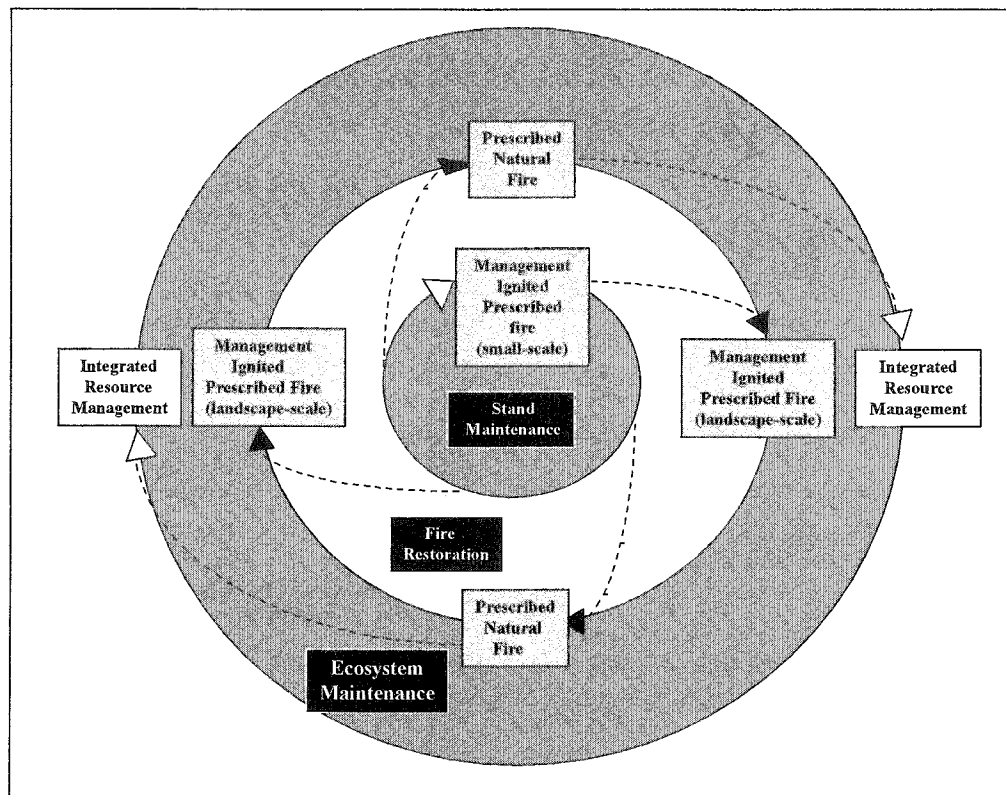 Prescribed
Natural
Fire
Management
Ignited
Prescribed
fire
(small-scale)
Integrated
Resource
Management
Management
Ignited
Prescribed Fire
(landscape-scale)
Stand
Maintenance
Management
Ignited
Prescribed Fire
(landscape-scale)
Integrated
Resource
Management
Fire
Restoration
Prescribed
Natural
Fire
Ecosystem
Maintenance